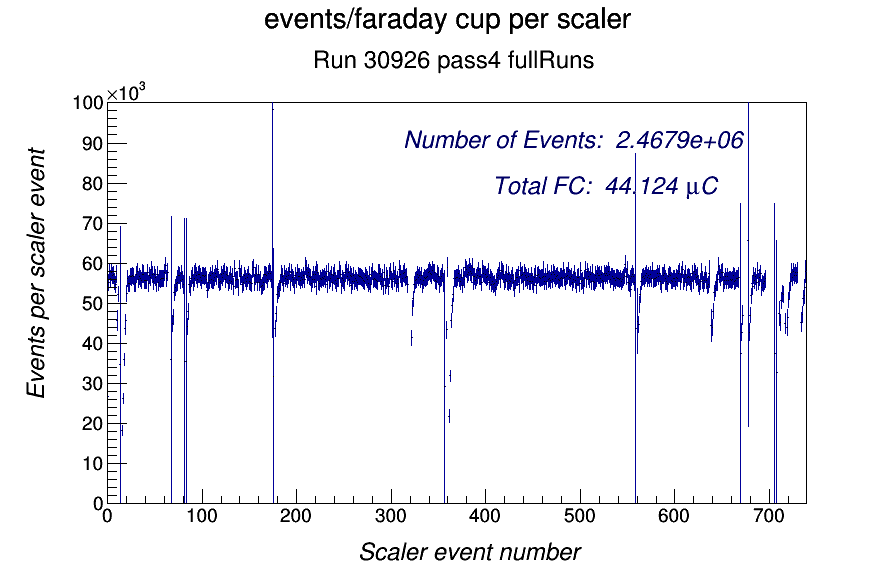 events/faraday cup per scaler
Run 30926 pass4 fullRuns
×10³
100
90
80
70
60
50
40
30
20
10
0
Events per scaler event
Number of Events: 2.4679e+06
Total FC: 44.124 μC
0 100 200 300 400 500 600 700
Scaler event number